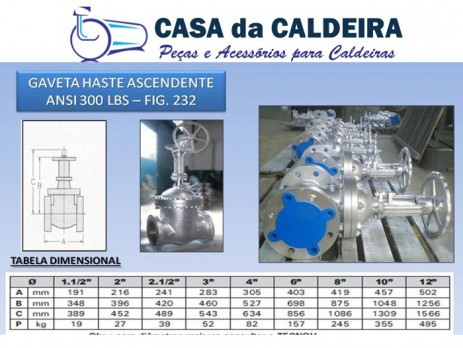 CASA da CALDEIRA
Peças e Acessórios para Caldeiras
GAVETA HASTE ASCENDENTE
ANSI 300 LBS – FIG. 232
C
B
A
TABELA DIMENSIONAL
Ø 1.1/2" 2" 2.1/2" 3" 4" 6" 8" 10" 12"
A mm 191 216 241 283 305 403 419 457 502
B mm 348 396 420 460 527 698 875 1048 1256
C mm 389 452 489 543 634 856 1086 1309 1566
P kg 19 27 39 52 82 157 245 355 495